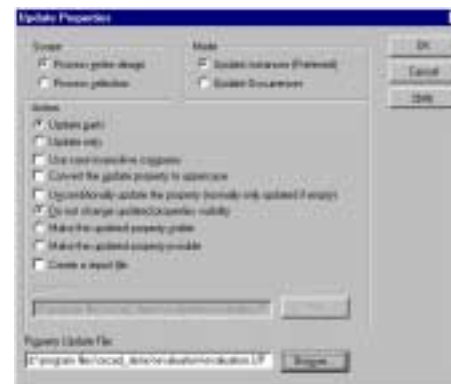 Update Properties
Scope
Process entire design
Process selection
Mode
Update Instances (Preferred)
Update Occurrences
OK
Cancel
Help
Action
Update parts
Update nets
Use case insensitive compares
Convert the update property to uppercase
Unconditionally update the property (normally only updated if empty)
Do not change updated properties visibility
Make the updated property visible
Make the updated property invisible
Create a report file
Property Update File
Browse...